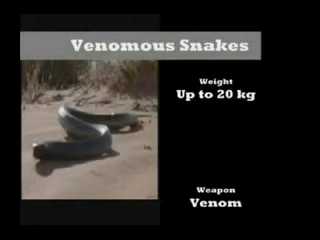 Venomous Snakes
Weight
Up to 20 kg
Weapon
Venom